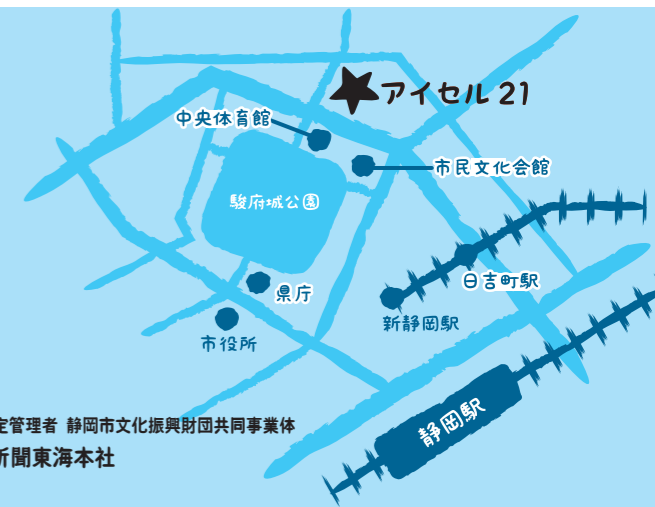 アイセル21
中央体育館
市民文化会館
駿府城公園
日吉町駅
県庁
新静岡駅
市役所
静岡駅
定管理者 静岡市文化振興財団共同事業体
新聞東海本社